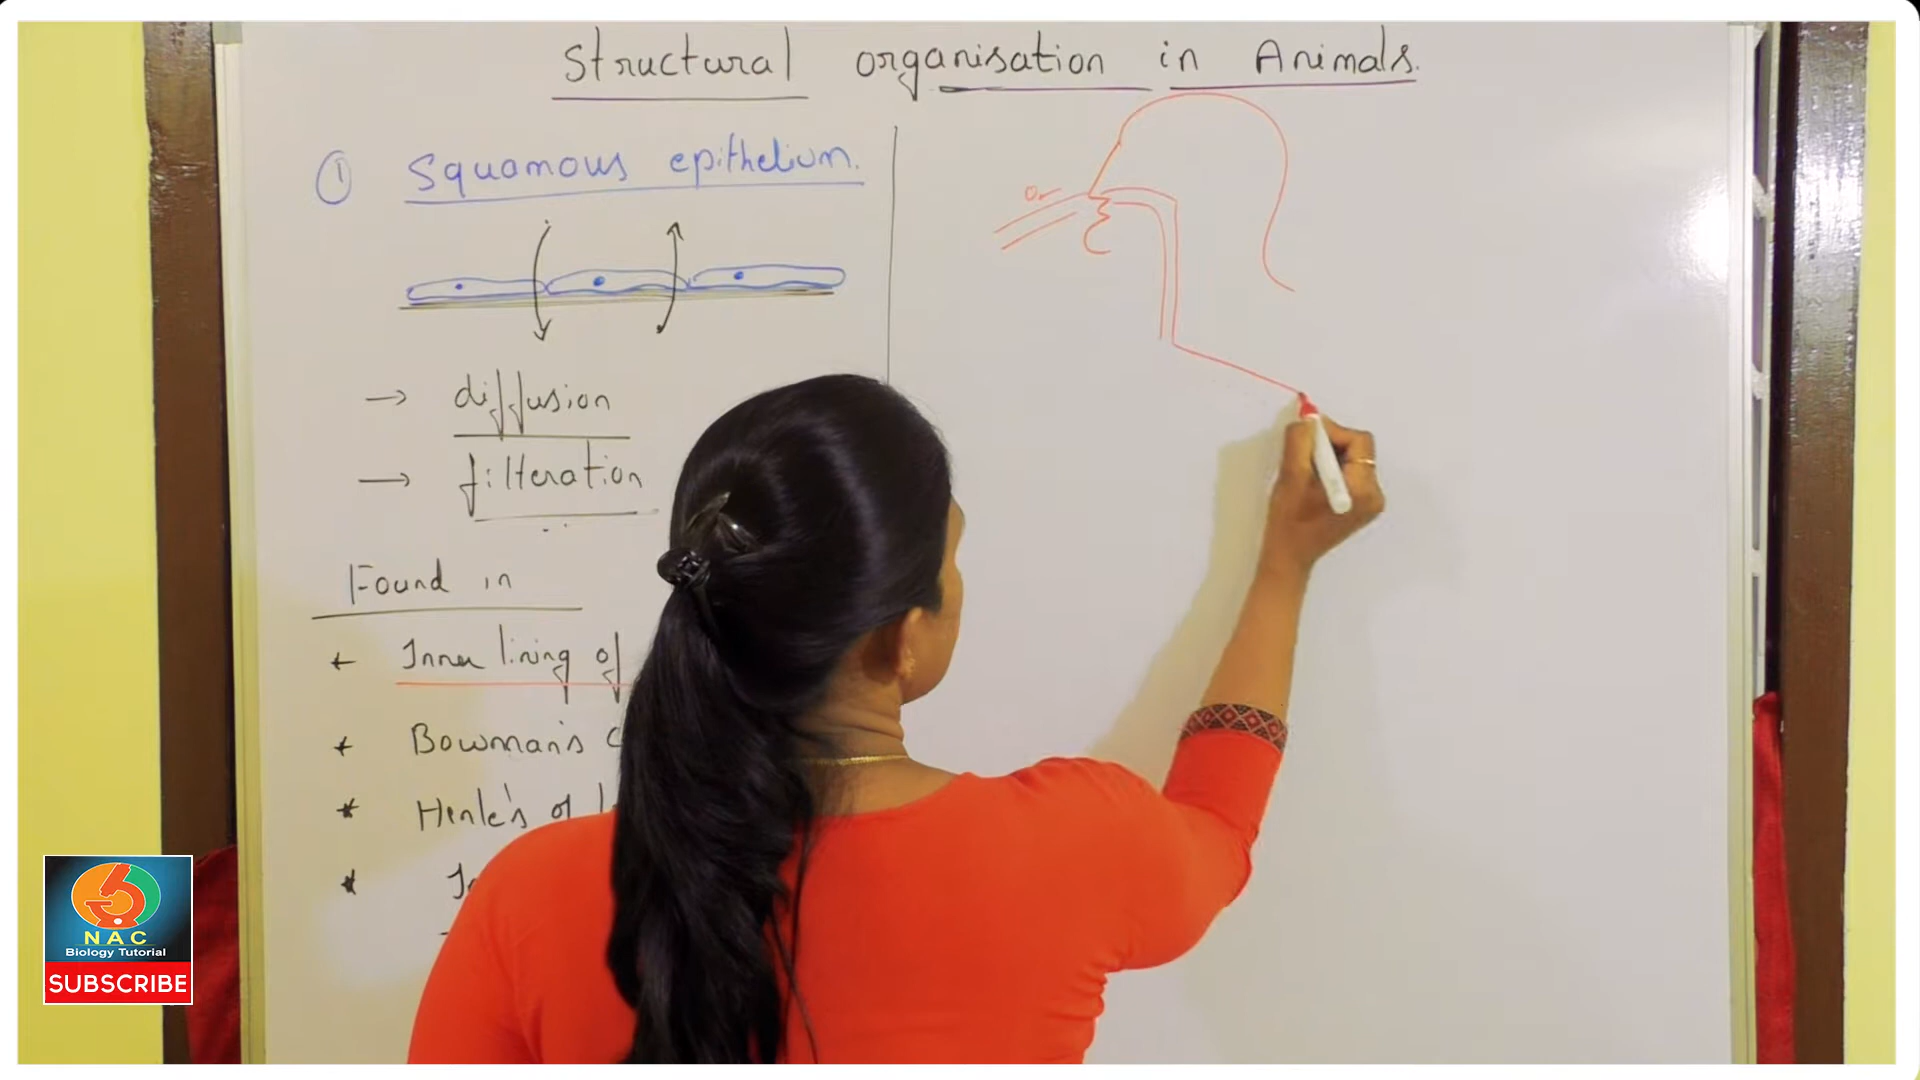 Structural organisation in Animals.
① Squamous epithelium.
→ diffusion
→ filteration
Found in
* Inner lining of
* Bowman's
* Henle's of
*
O₂
NAC
Biology Tutorial
SUBSCRIBE